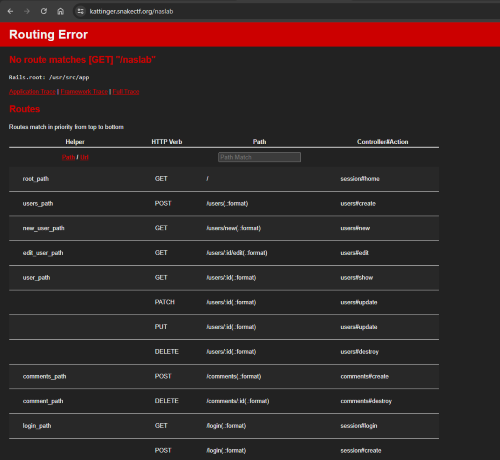 kattinger.snakectf.org/naslab
Routing Error
No route matches [GET] "/naslab"
Rails.root: /usr/src/app
Application Trace | Framework Trace | Full Trace
Routes
Routes match in priority from top to bottom
Helper HTTP Verb Path Controller#Action
Path / Url Path Match
root_path GET / session#home
users_path POST /users(.:format) users#create
new_user_path GET /users/new(.:format) users#new
edit_user_path GET /users/:id/edit(.:format) users#edit
user_path GET /users/:id(.:format) users#show
PATCH /users/:id(.:format) users#update
PUT /users/:id(.:format) users#update
DELETE /users/:id(.:format) users#destroy
comments_path POST /comments(.:format) comments#create
comment_path DELETE /comments/:id(.:format) comments#destroy
login_path GET /login(.:format) session#login
POST /login(.:format) session#create